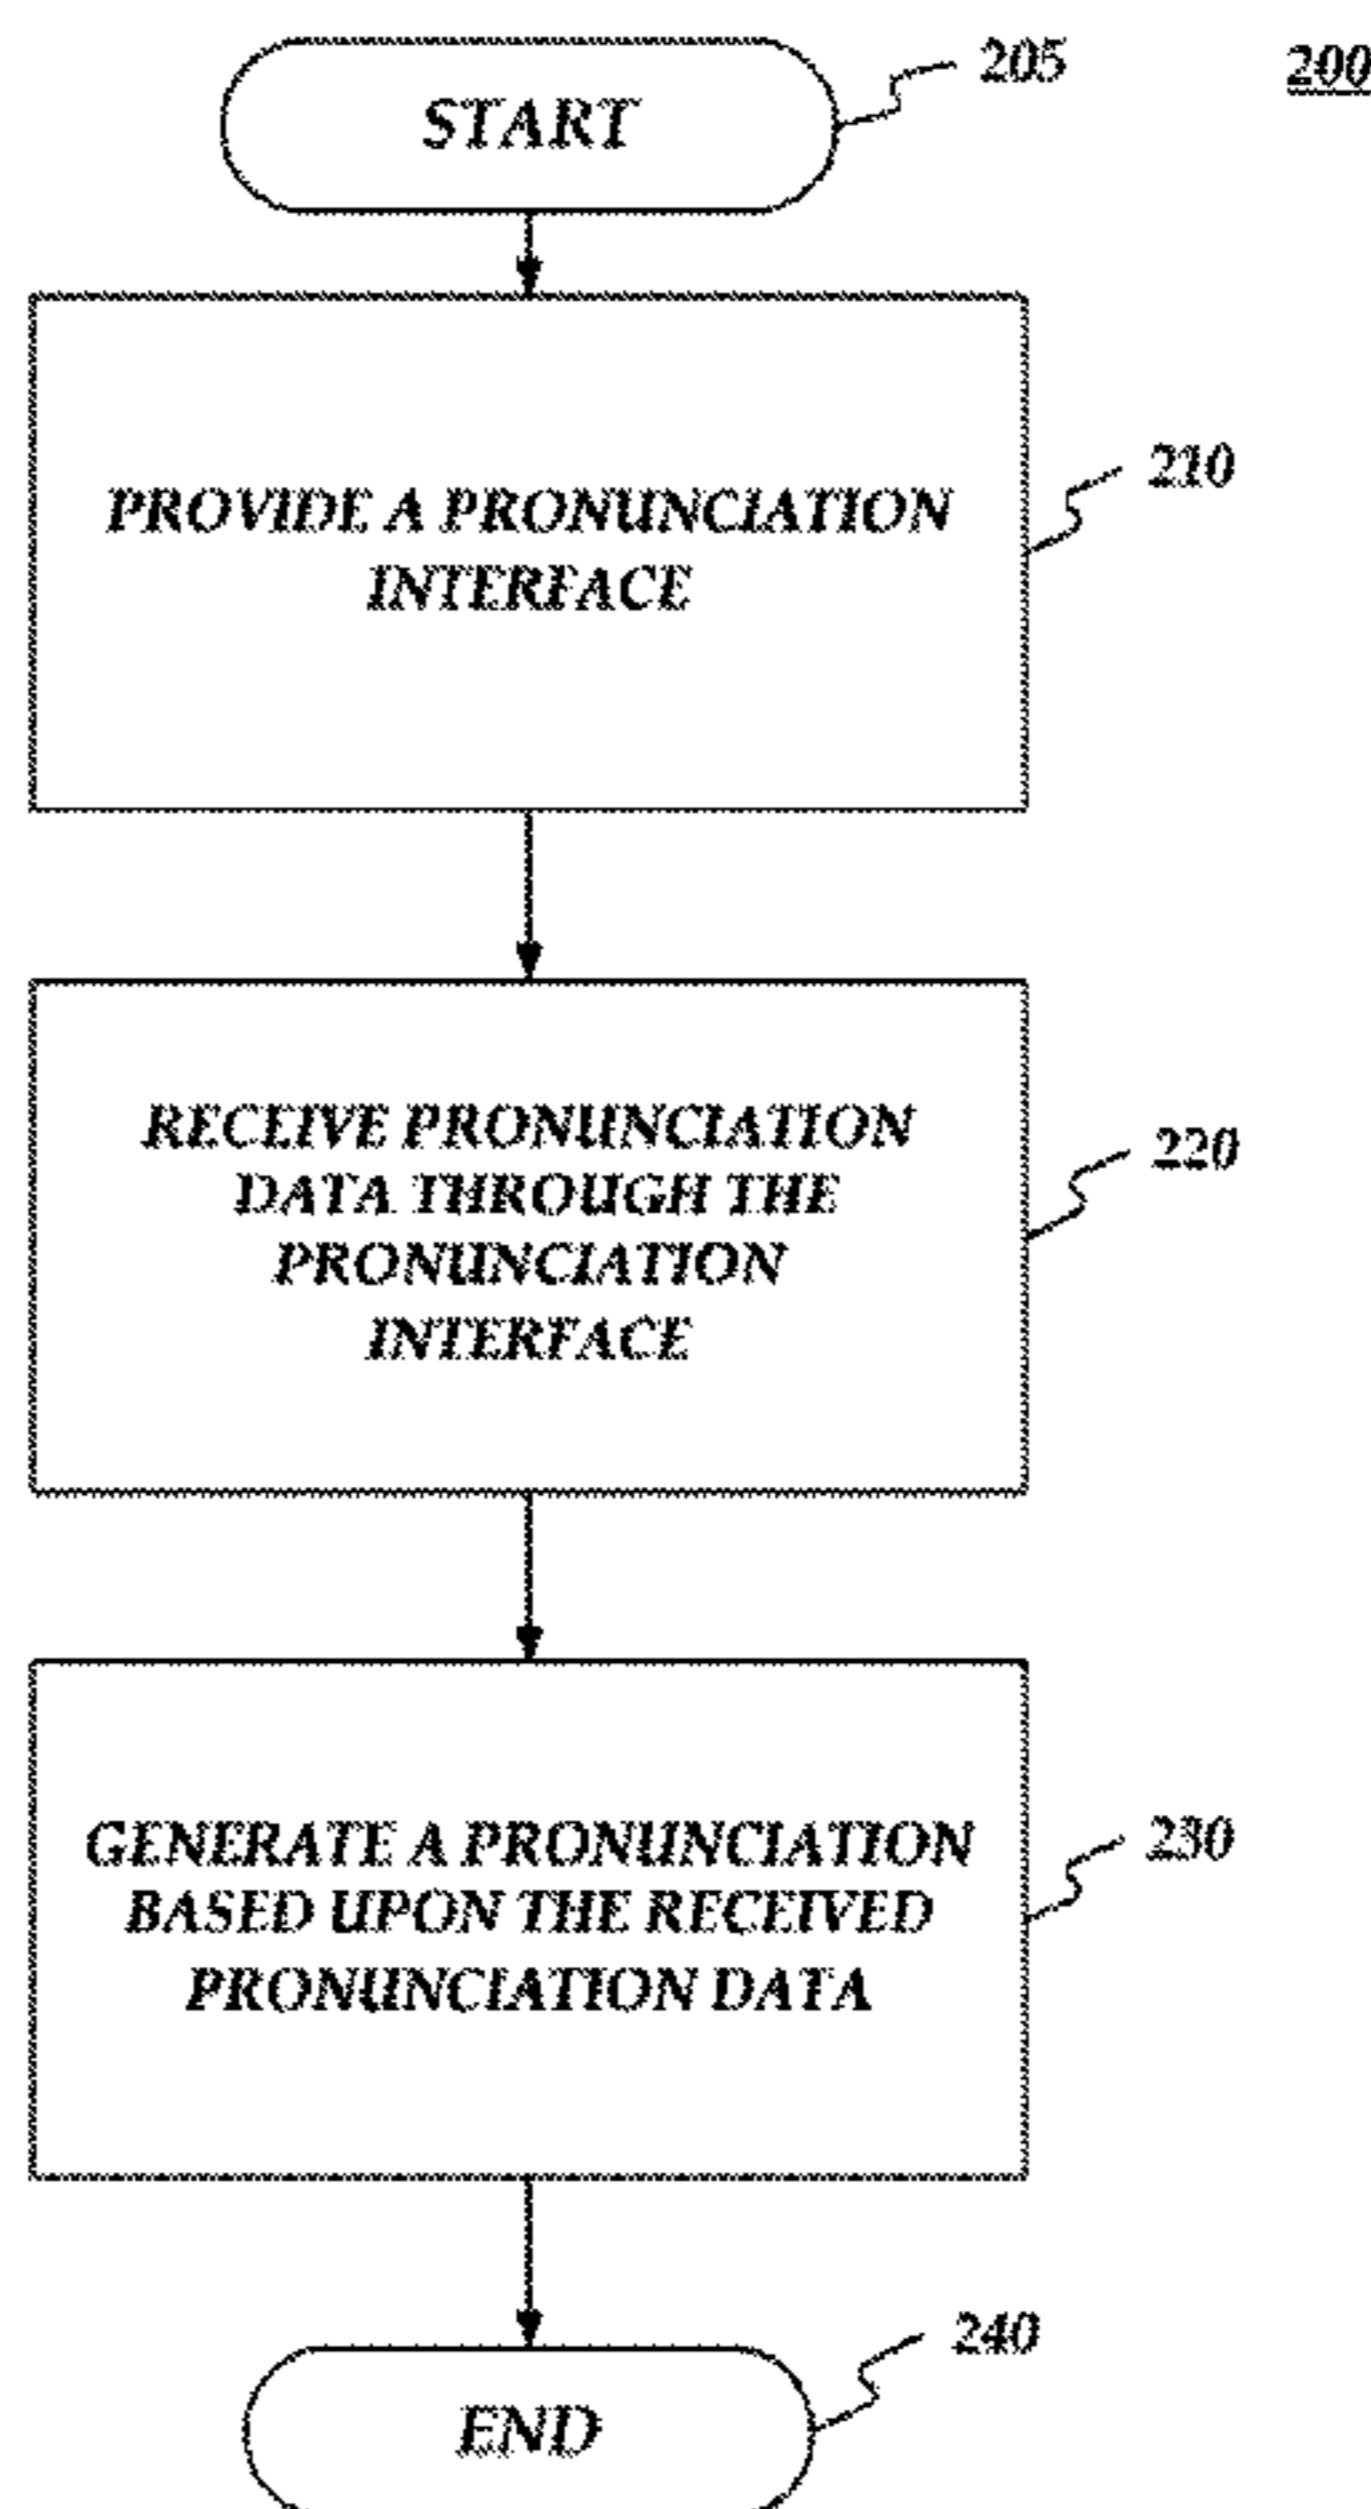 205
200
START
PROVIDE A PRONUNCIATION
INTERFACE
210
RECEIVE PRONUNCIATION
DATA THROUGH THE
PRONUNCIATION
INTERFACE
220
GENERATE A PRONUNCIATION
BASED UPON THE RECEIVED
PRONUNCIATION DATA
230
240
END